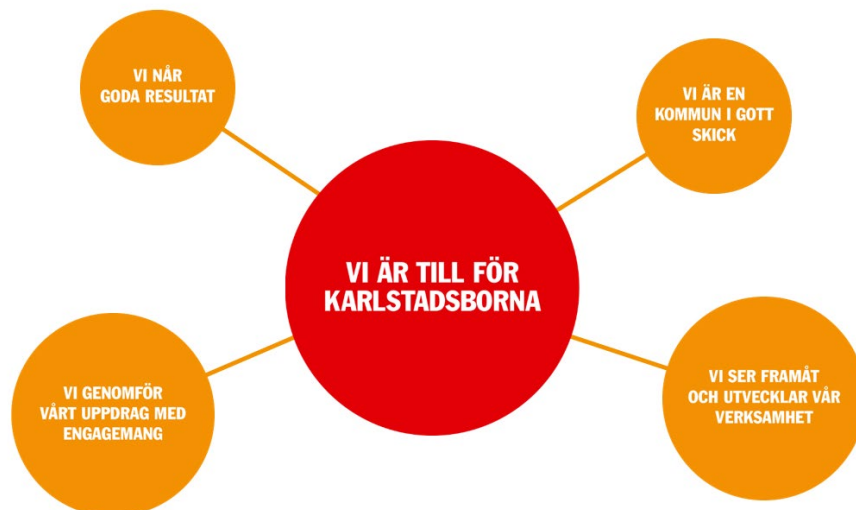 VI NÅR
GODA RESULTAT
VI ÄR EN
KOMMUN I GOTT
SKICK
VI ÄR TILL FÖR
KARLSTADSBORNA
VI GENOMFÖR
VÅRT UPPDRAG MED
ENGAGEMANG
VI SER FRAMÅT
OCH UTVECKLAR VÅR
VERKSAMHET